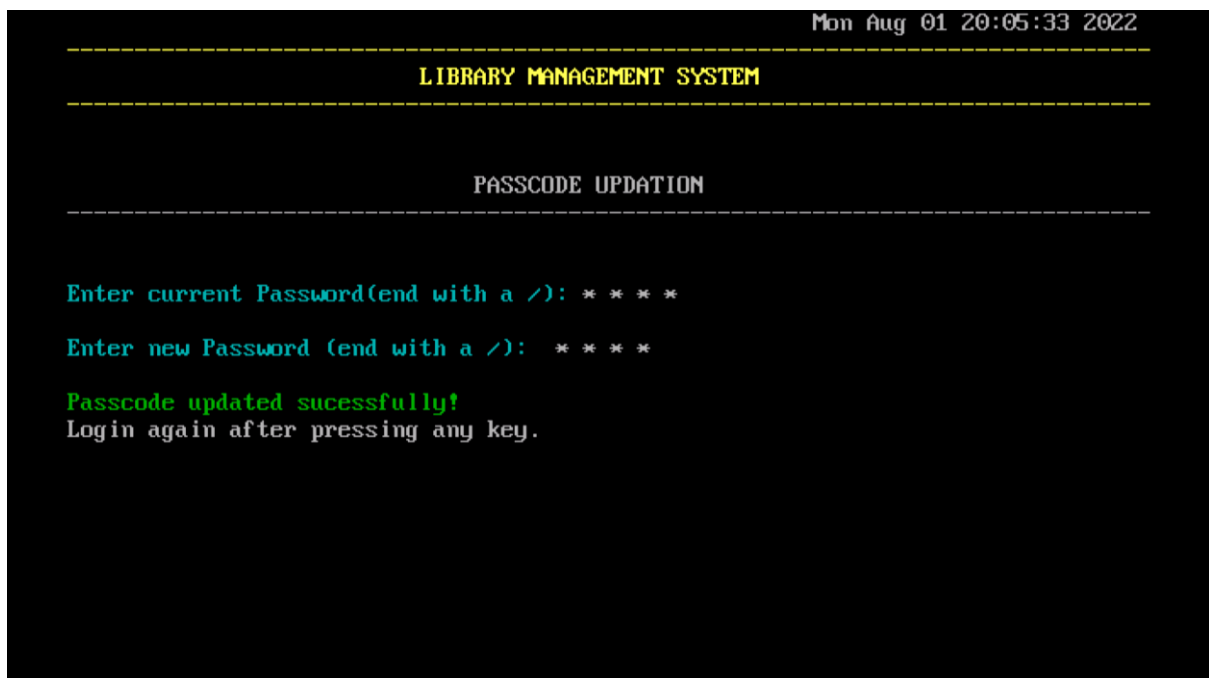 Mon Aug 01 20:05:33 2022
LIBRARY MANAGEMENT SYSTEM
PASSCODE UPDATION
Enter current Password(end with a /): * * * *
Enter new Password (end with a /):  * * * *
Passcode updated sucessfully!
Login again after pressing any key.